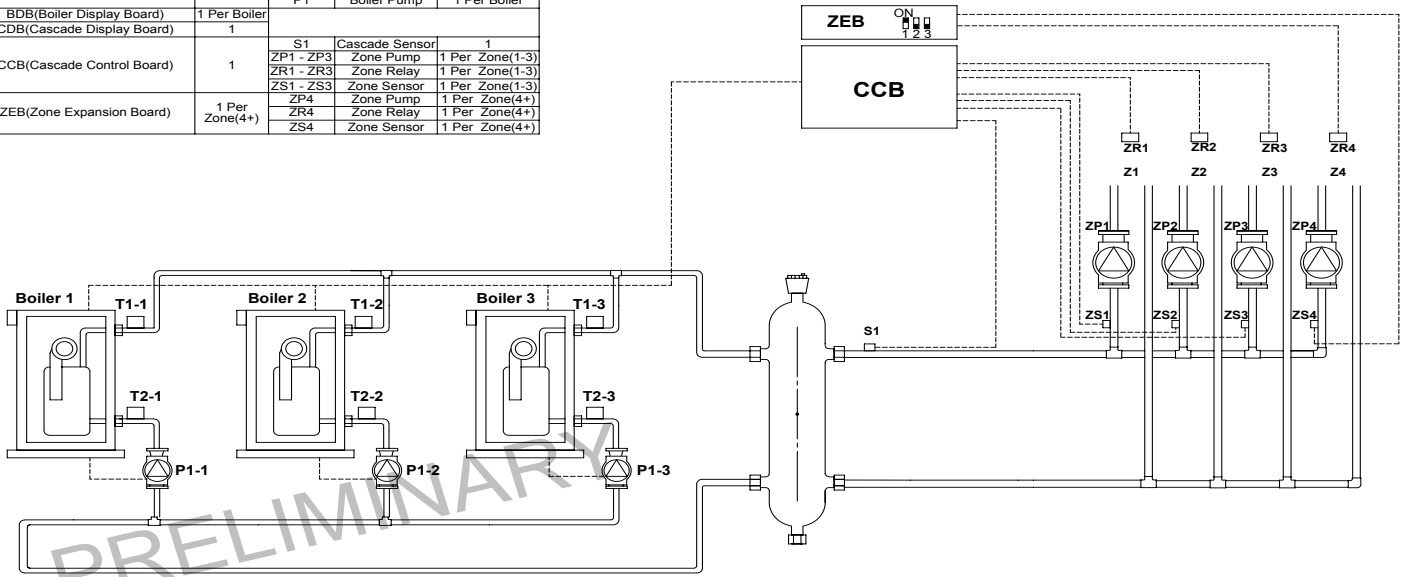 P1 Boiler Pump 1 Per Boiler
BDB(Boiler Display Board) 1 Per Boiler
CDB(Cascade Display Board) 1
S1 Cascade Sensor 1
CCB(Cascade Control Board) 1
ZP1 - ZP3 Zone Pump 1 Per Zone(1-3)
ZR1 - ZR3 Zone Relay 1 Per Zone(1-3)
ZS1 - ZS3 Zone Sensor 1 Per Zone(1-3)
ZEB(Zone Expansion Board) 1 Per
Zone(4+)
ZP4 Zone Pump 1 Per Zone(4+)
ZR4 Zone Relay 1 Per Zone(4+)
ZS4 Zone Sensor 1 Per Zone(4+)
ZEB
ON
1 2 3
CCB
ZR1 ZR2 ZR3 ZR4
Z1 Z2 Z3 Z4
ZP1 ZP2 ZP3 ZP4
ZS1 ZS2 ZS3 ZS4
S1
Boiler 1 Boiler 2 Boiler 3
T1-1 T1-2 T1-3
T2-1 T2-2 T2-3
P1-1 P1-2 P1-3
PRELIMINARY